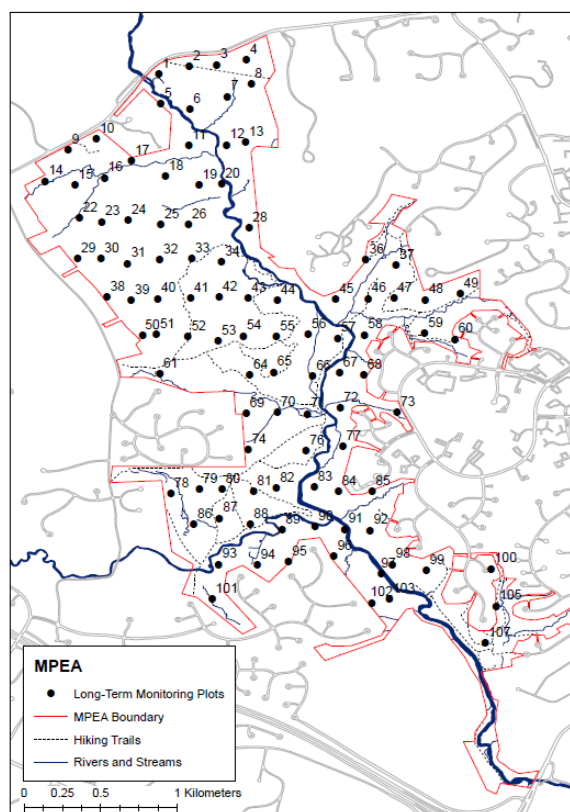 4
2 3
1
8
7
5
6
10
11 12 13
9
17
14 15 16 18 19 20
22 23 24 25 26 28
29 30 31 32 33 34 36 37
38 39 40 41 42 43 44 45 46 47 48 49
50 51 52 53 54 55 56 57 58 59 60
61 64 65 66 67 68
69 70 71 72 73
74 76 77
78 79 80 81 82 83 84 85
86 87 88 89 90 91 92
93 94 95 96 97 98 99 100
101 102 103 105
107
MPEA
Long-Term Monitoring Plots
MPEA Boundary
Hiking Trails
Rivers and Streams
0 0.25 0.5 1 Kilometers